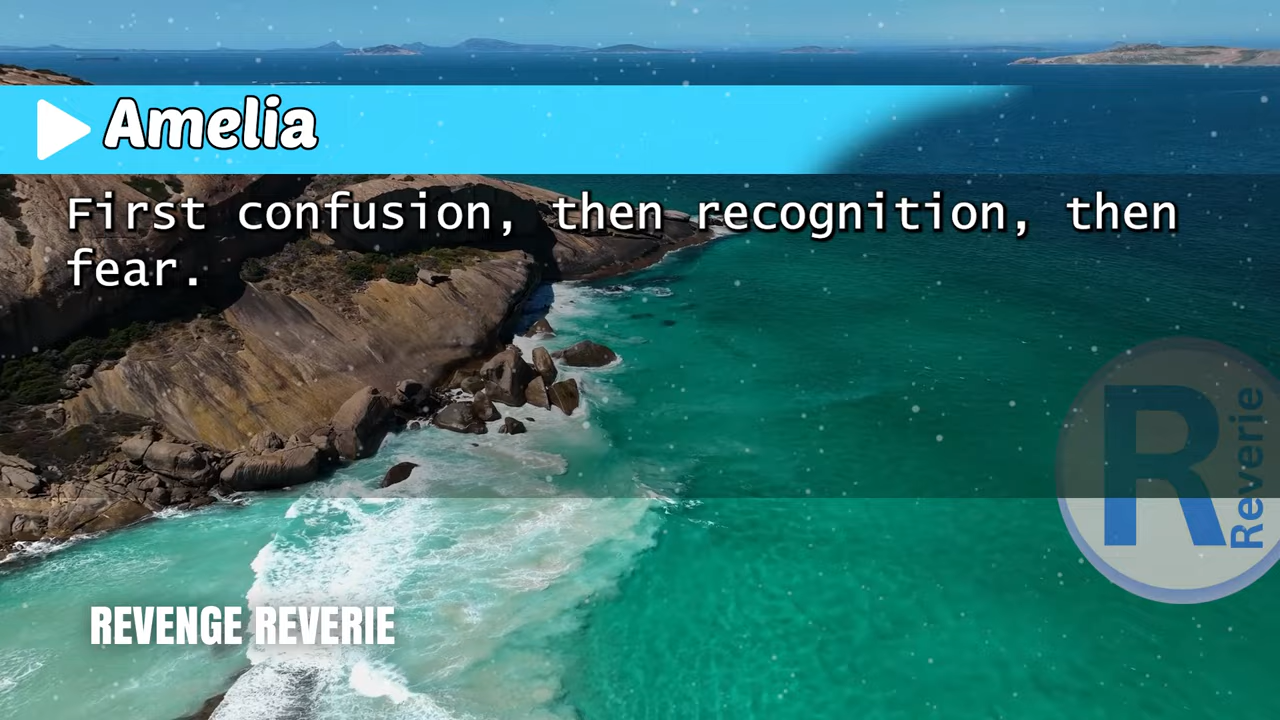 Amelia
First confusion, then recognition, then
fear.
R
Reverie
REVENGE REVERIE